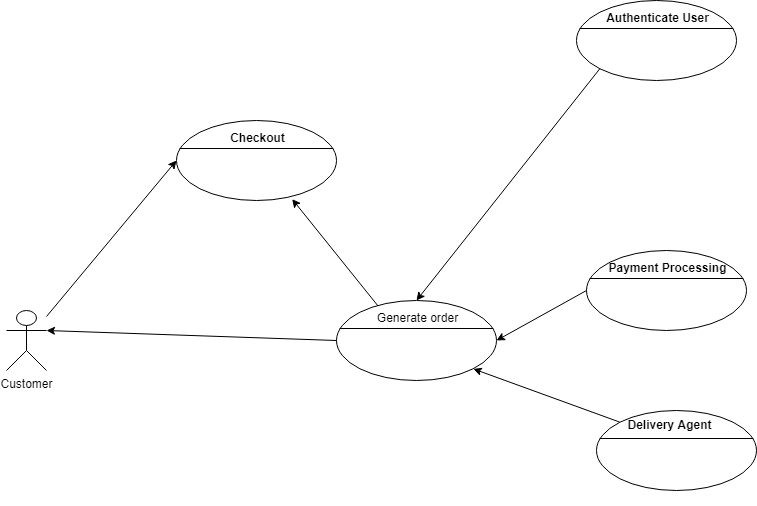 Authenticate User
Checkout
Payment Processing
Generate order
Customer
Delivery Agent